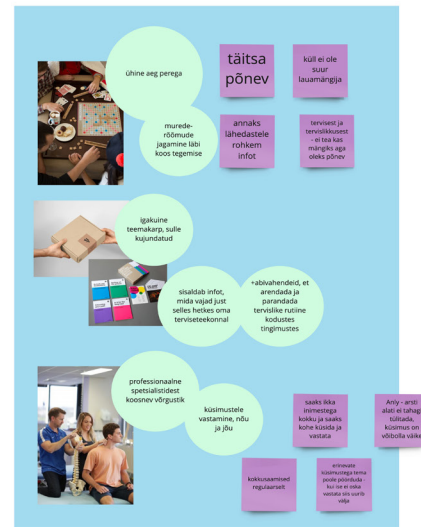 ühine aeg perega
täitsa
põnev
küll ei ole
suur
lauamängija
murede-
rõõmude
jagamine läbi
koos tegemise
annaks
lähedastele
rohkem
infot
tervisest ja
tervislikkusest
- ei tea kas
mängiks aga
oleks põnev
igakuine
teemakarp, sulle
kujundatud
sisaldab infot,
mida vajad just
selles hetkes oma
terviseteekonnal
+abivahendeid, et
arendada ja
parandada
tervislike rutiine
kodustes
tingimustes
professionaalne
spetsialistidest
koosnev võrgustik
küsimustele
vastamine, nõu
ja jõu
saaks ikka
inimestega
kokku ja saaks
kohe küsida ja
vastata
Anly - arsti
alati ei taha
tülitada,
küsimus on
võibolla väike
kokkusaamised
regulaarselt
erinevate
küsimustega tema
poole pöörduda -
kui ise ei oska
vastata siis uurib
välja